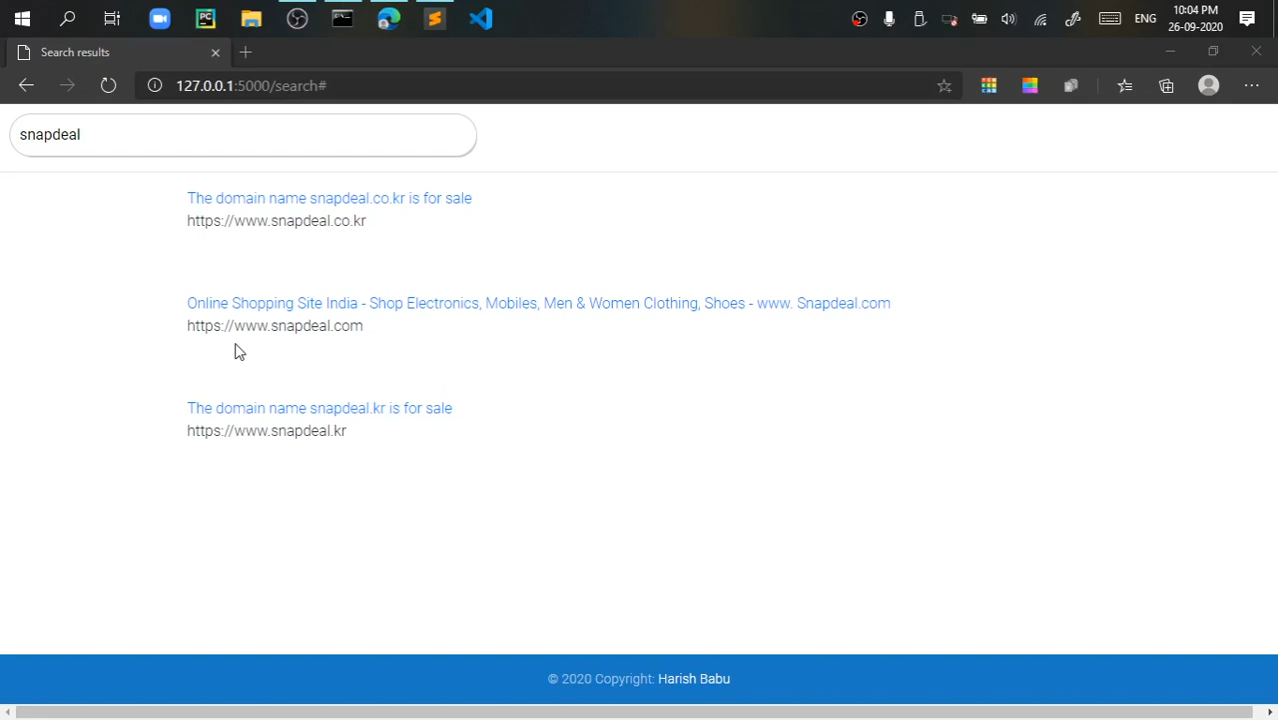 10:04 PM
ENG
26-09-2020
Search results
127.0.0.1:5000/search#
snapdeal
The domain name snapdeal.co.kr is for sale
https://www.snapdeal.co.kr
Online Shopping Site India - Shop Electronics, Mobiles, Men & Women Clothing, Shoes - www. Snapdeal.com
https://www.snapdeal.com
The domain name snapdeal.kr is for sale
https://www.snapdeal.kr
© 2020 Copyright: Harish Babu